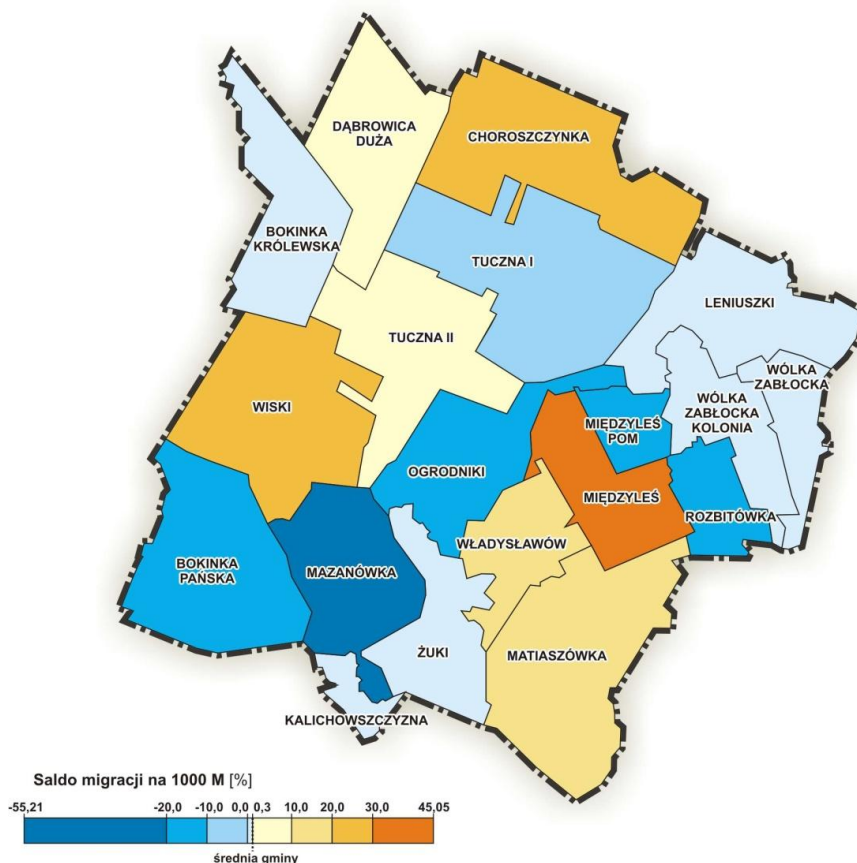 DĄBROWICA
DUŻA
CHOROSZCZYNKA
BOKINKA
KRÓLEWSKA
TUCZNA I
LENIUSZKI
TUCZNA II
WÓLKA
ZABŁOCKA
WÓLKA
ZABŁOCKA
KOLONIA
WISKI
MIĘDZYLEŚ
POM
OGRODNIKI
MIĘDZYLEŚ
ROZBITÓWKA
WŁADYSŁAWÓW
BOKINKA
PAŃSKA
MAZANÓWKA
ŻUKI
MATIASZÓWKA
KALICHOWSZCZYZNA
Saldo migracji na 1000 M [%]
-55,21 -20,0 -10,0 0,0 0,3 10,0 20,0 30,0 45,05
średnia gminy